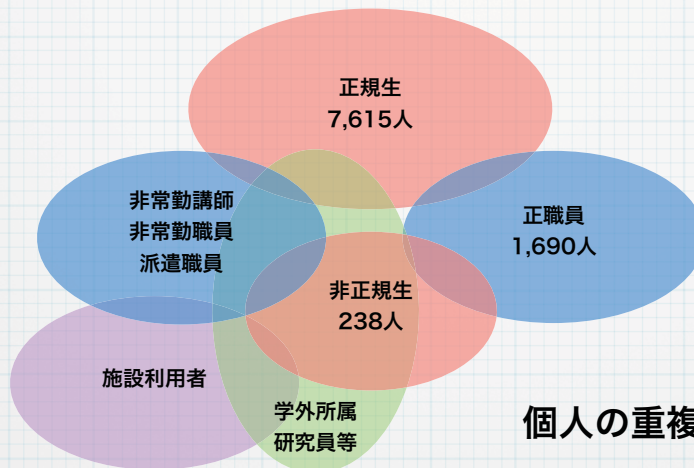 正規生
7,615人
非常勤講師
非常勤職員
派遣職員
正職員
1,690人
非正規生
238人
施設利用者
学外所属
研究員等
個人の重複